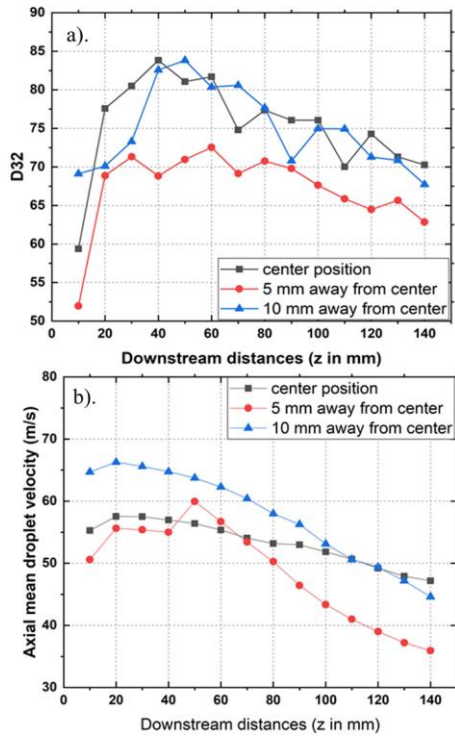 a).
D32
85
80
75
70
65
60
55
50
center position
5 mm away from center
10 mm away from center
0 20 40 60 80 100 120 140
Downstream distances (z in mm)
b).
Axial mean droplet velocity (m/s)
80
70
60
50
40
30
center position
5 mm away from center
10 mm away from center
0 20 40 60 80 100 120 140
Downstream distances (z in mm)